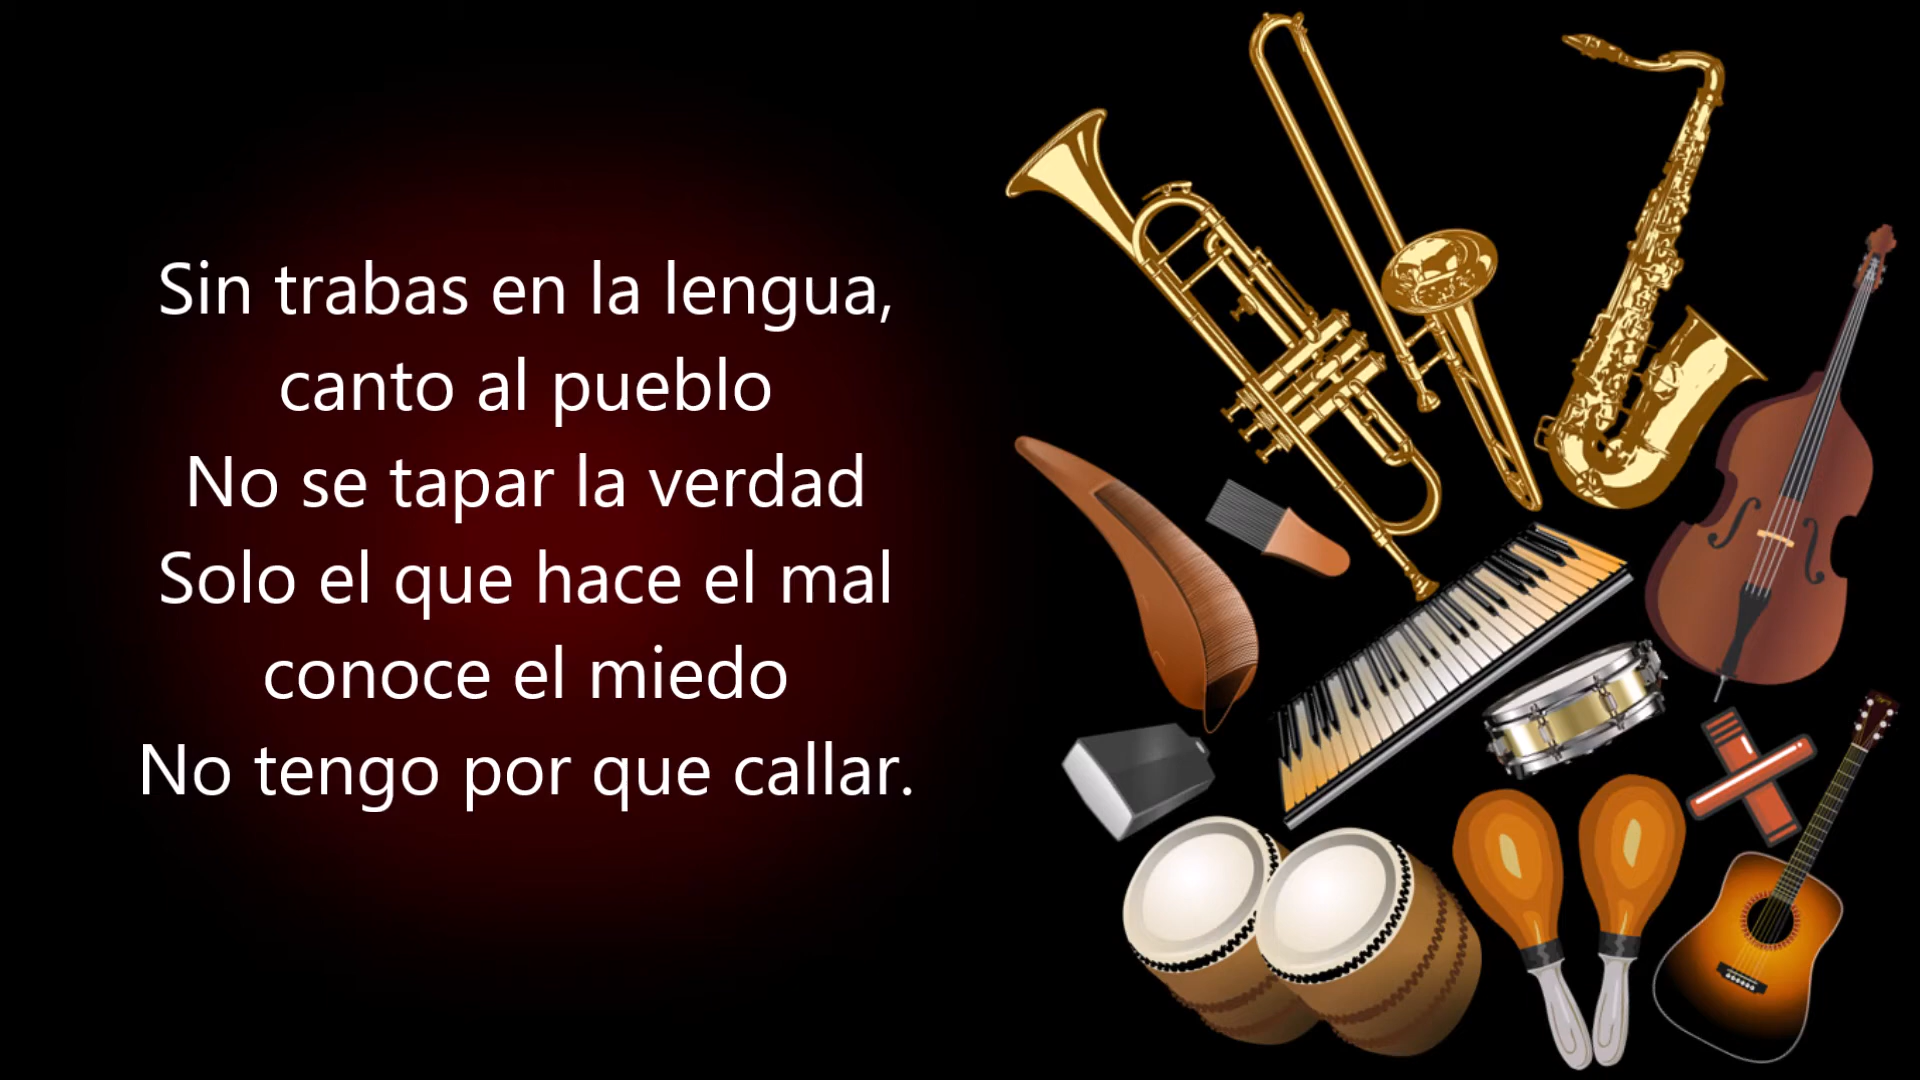 Sin trabas en la lengua,
canto al pueblo
No se tapar la verdad
Solo el que hace el mal
conoce el miedo
No tengo por que callar.